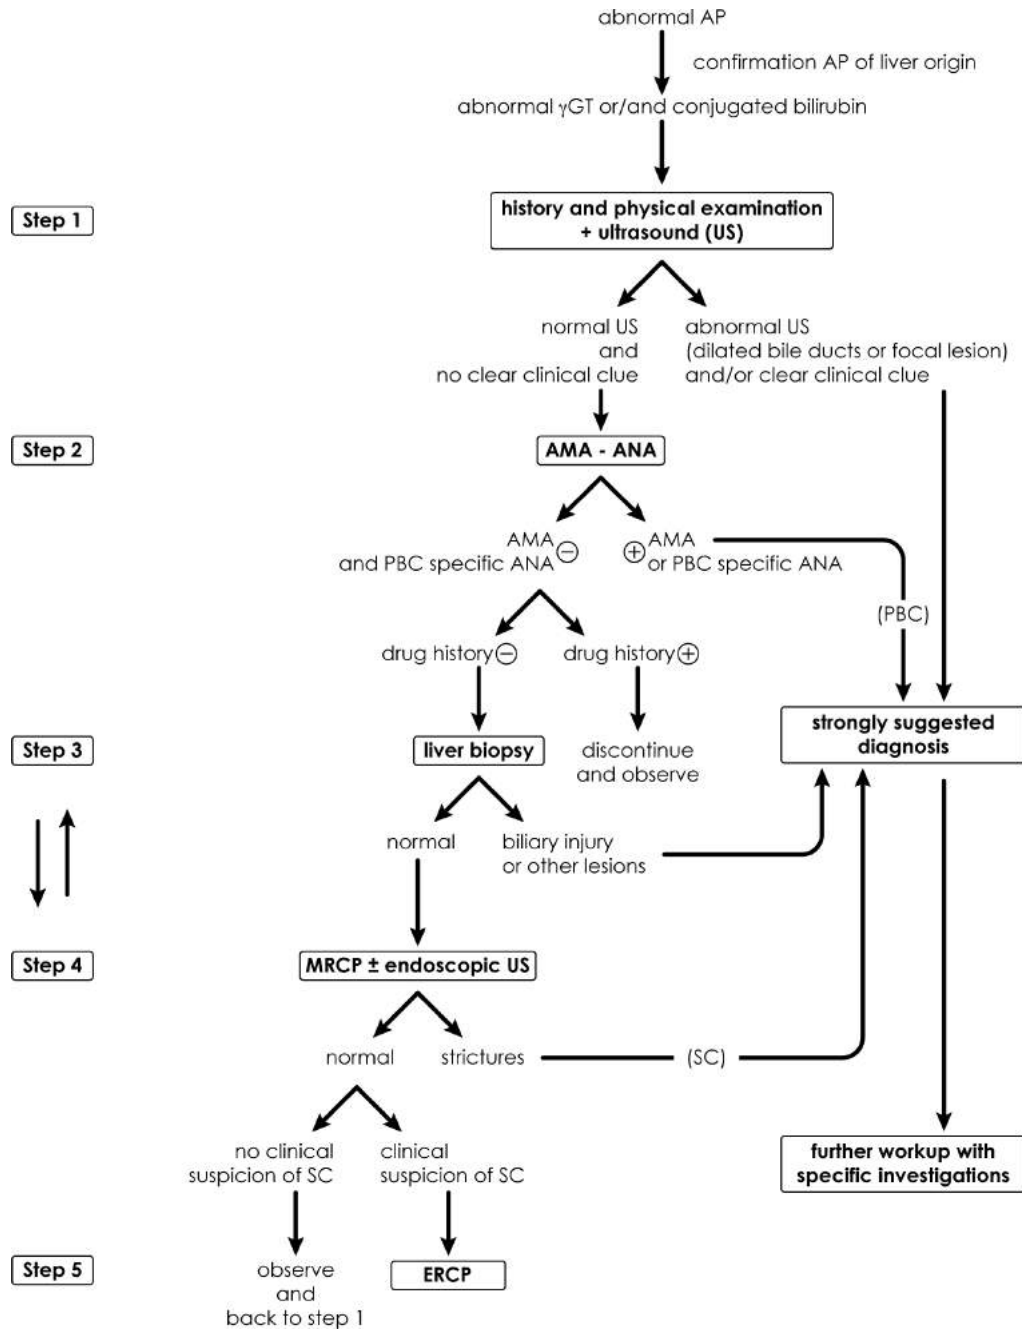 abnormal AP
confirmation AP of liver origin
abnormal γGT or/and conjugated bilirubin
Step 1
history and physical examination
+ ultrasound (US)
normal US
and
no clear clinical clue
abnormal US
(dilated bile ducts or focal lesion)
and/or clear clinical clue
Step 2
AMA - ANA
AMA
and PBC specific ANA
−
+
AMA
or PBC specific ANA
(PBC)
drug history −
drug history +
Step 3
liver biopsy
discontinue
and observe
strongly suggested
diagnosis
normal
biliary injury
or other lesions
Step 4
MRCP ± endoscopic US
normal
strictures
(SC)
no clinical
suspicion of SC
clinical
suspicion of SC
further workup with
specific investigations
Step 5
observe
and
back to step 1
ERCP